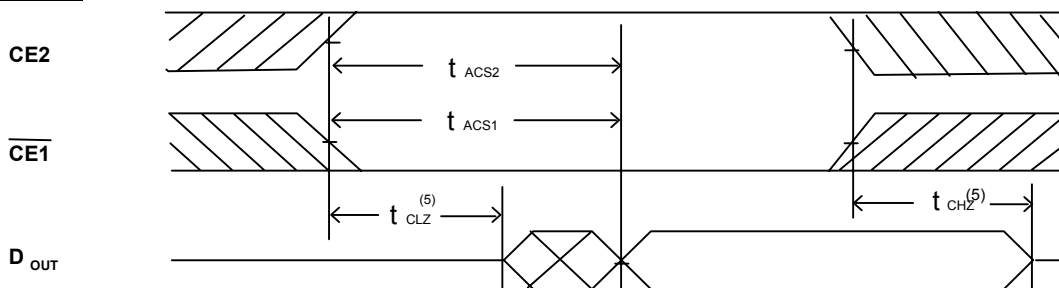 CE2
t ACS2
t ACS1
CE1
t CLZ (5)
t CHZ (5)
D OUT